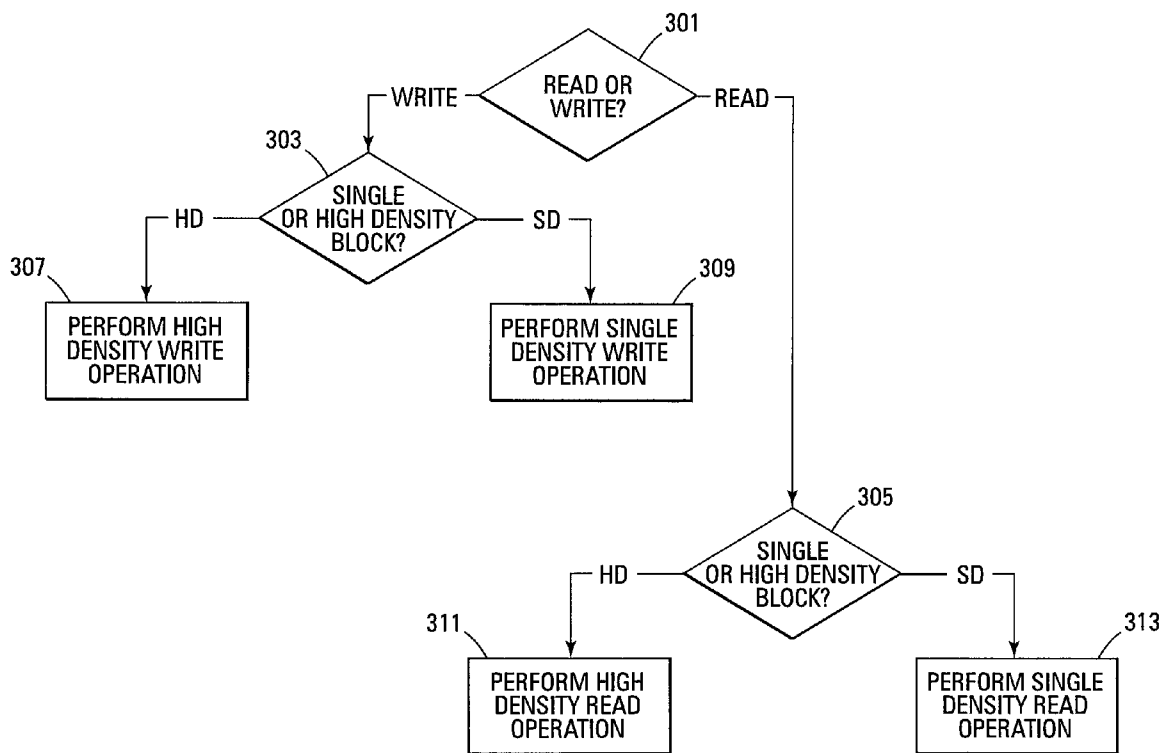 301
READ OR
WRITE?
WRITE
READ
303
SINGLE
OR HIGH DENSITY
BLOCK?
HD
SD
307
PERFORM HIGH
DENSITY WRITE
OPERATION
309
PERFORM SINGLE
DENSITY WRITE
OPERATION
305
SINGLE
OR HIGH DENSITY
BLOCK?
HD
SD
311
PERFORM HIGH
DENSITY READ
OPERATION
313
PERFORM SINGLE
DENSITY READ
OPERATION